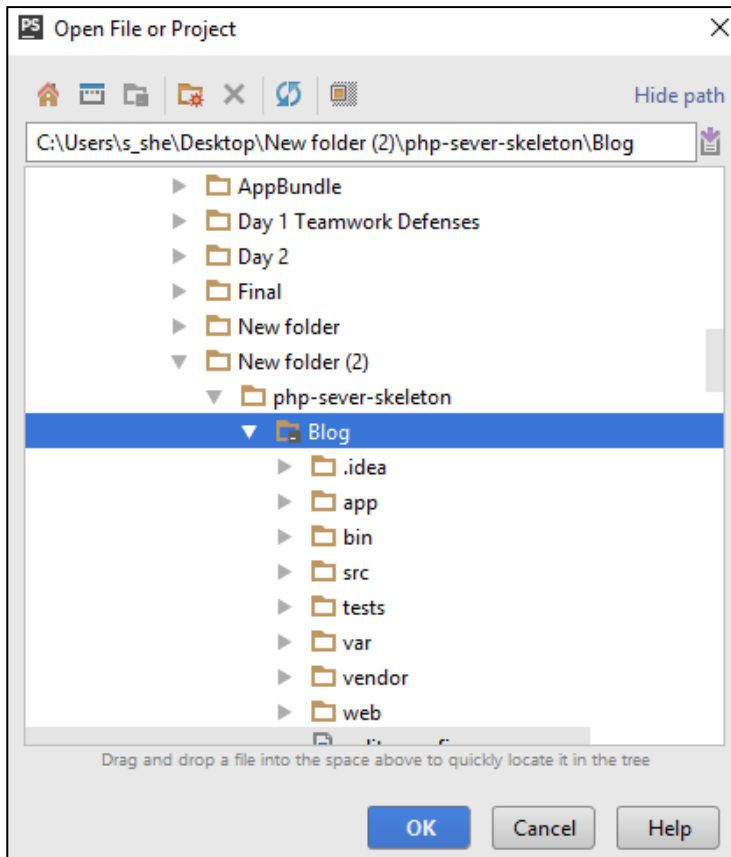 PS Open File or Project
Hide path
C:\Users\s_she\Desktop\New folder (2)\php-sever-skeleton\Blog
AppBundle
Day 1 Teamwork Defenses
Day 2
Final
New folder
New folder (2)
php-sever-skeleton
Blog
.idea
app
bin
src
tests
var
vendor
web
Drag and drop a file into the space above to quickly locate it in the tree
OK Cancel Help